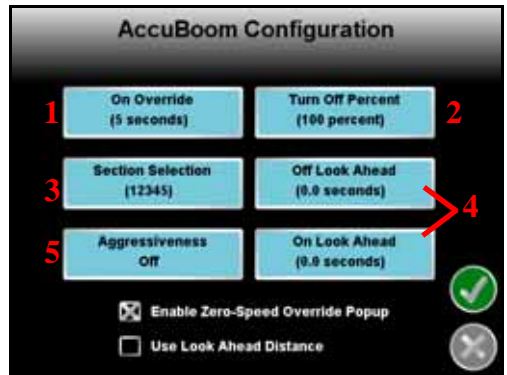 AccuBoom Configuration
1
On Override
(5 seconds)
Turn Off Percent
(100 percent)
2
3
Section Selection
(12345)
Off Look Ahead
(0.0 seconds)
4
5
Aggressiveness
Off
On Look Ahead
(0.0 seconds)
Enable Zero-Speed Override Popup
Use Look Ahead Distance